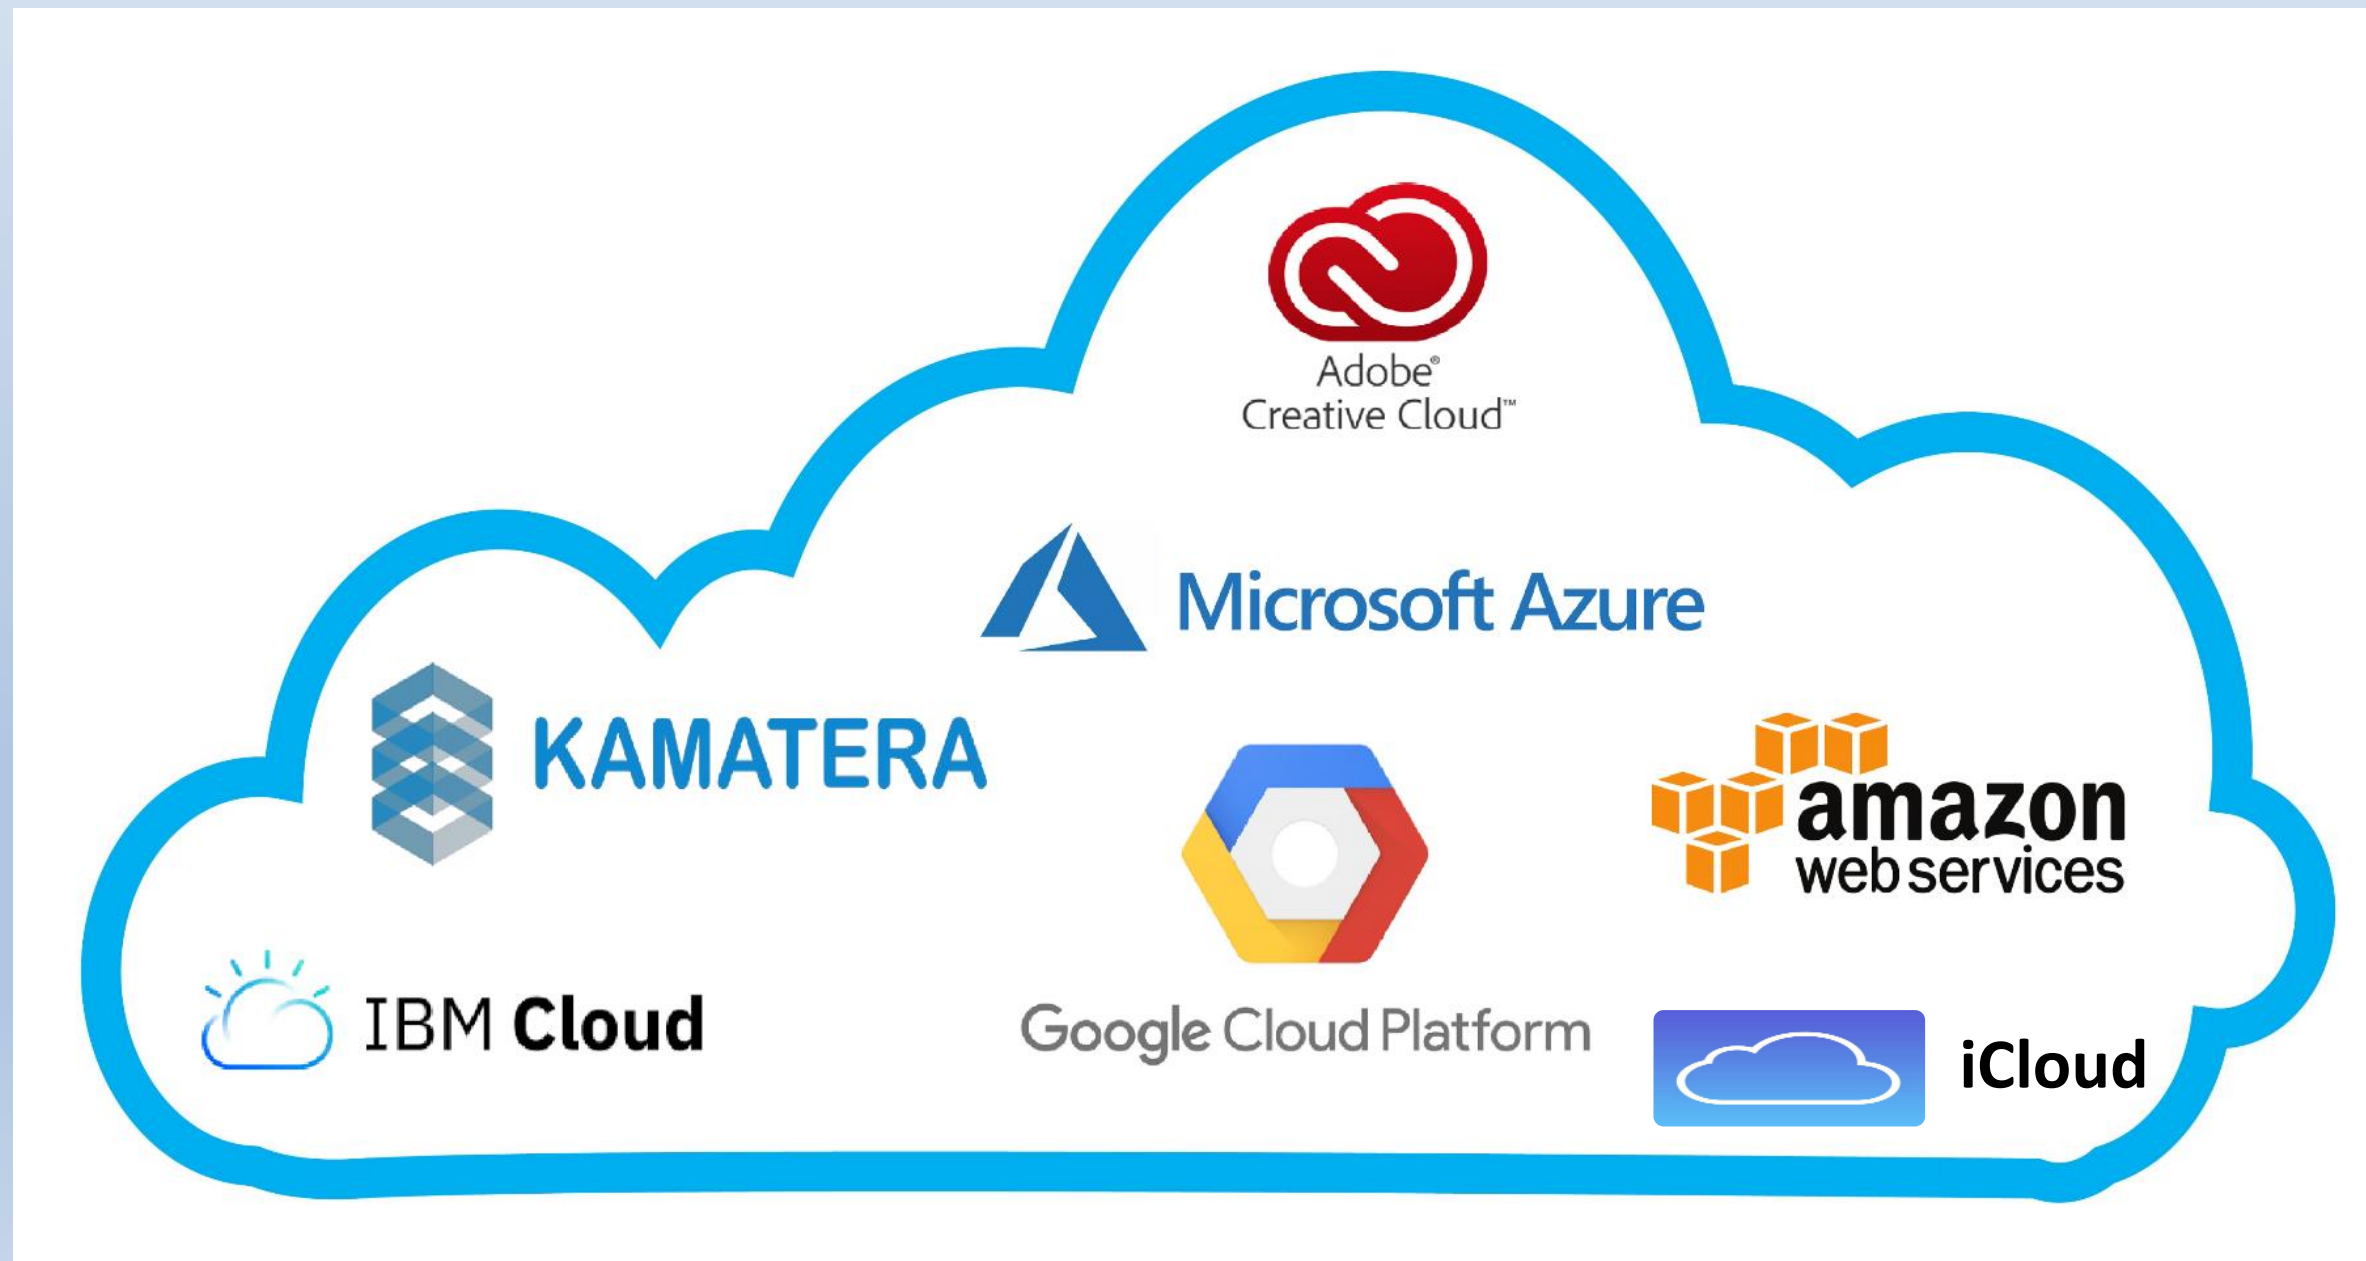 Adobe®
Creative Cloud™
Microsoft Azure
KAMATERA
amazon
web services
IBM Cloud
Google Cloud Platform
iCloud